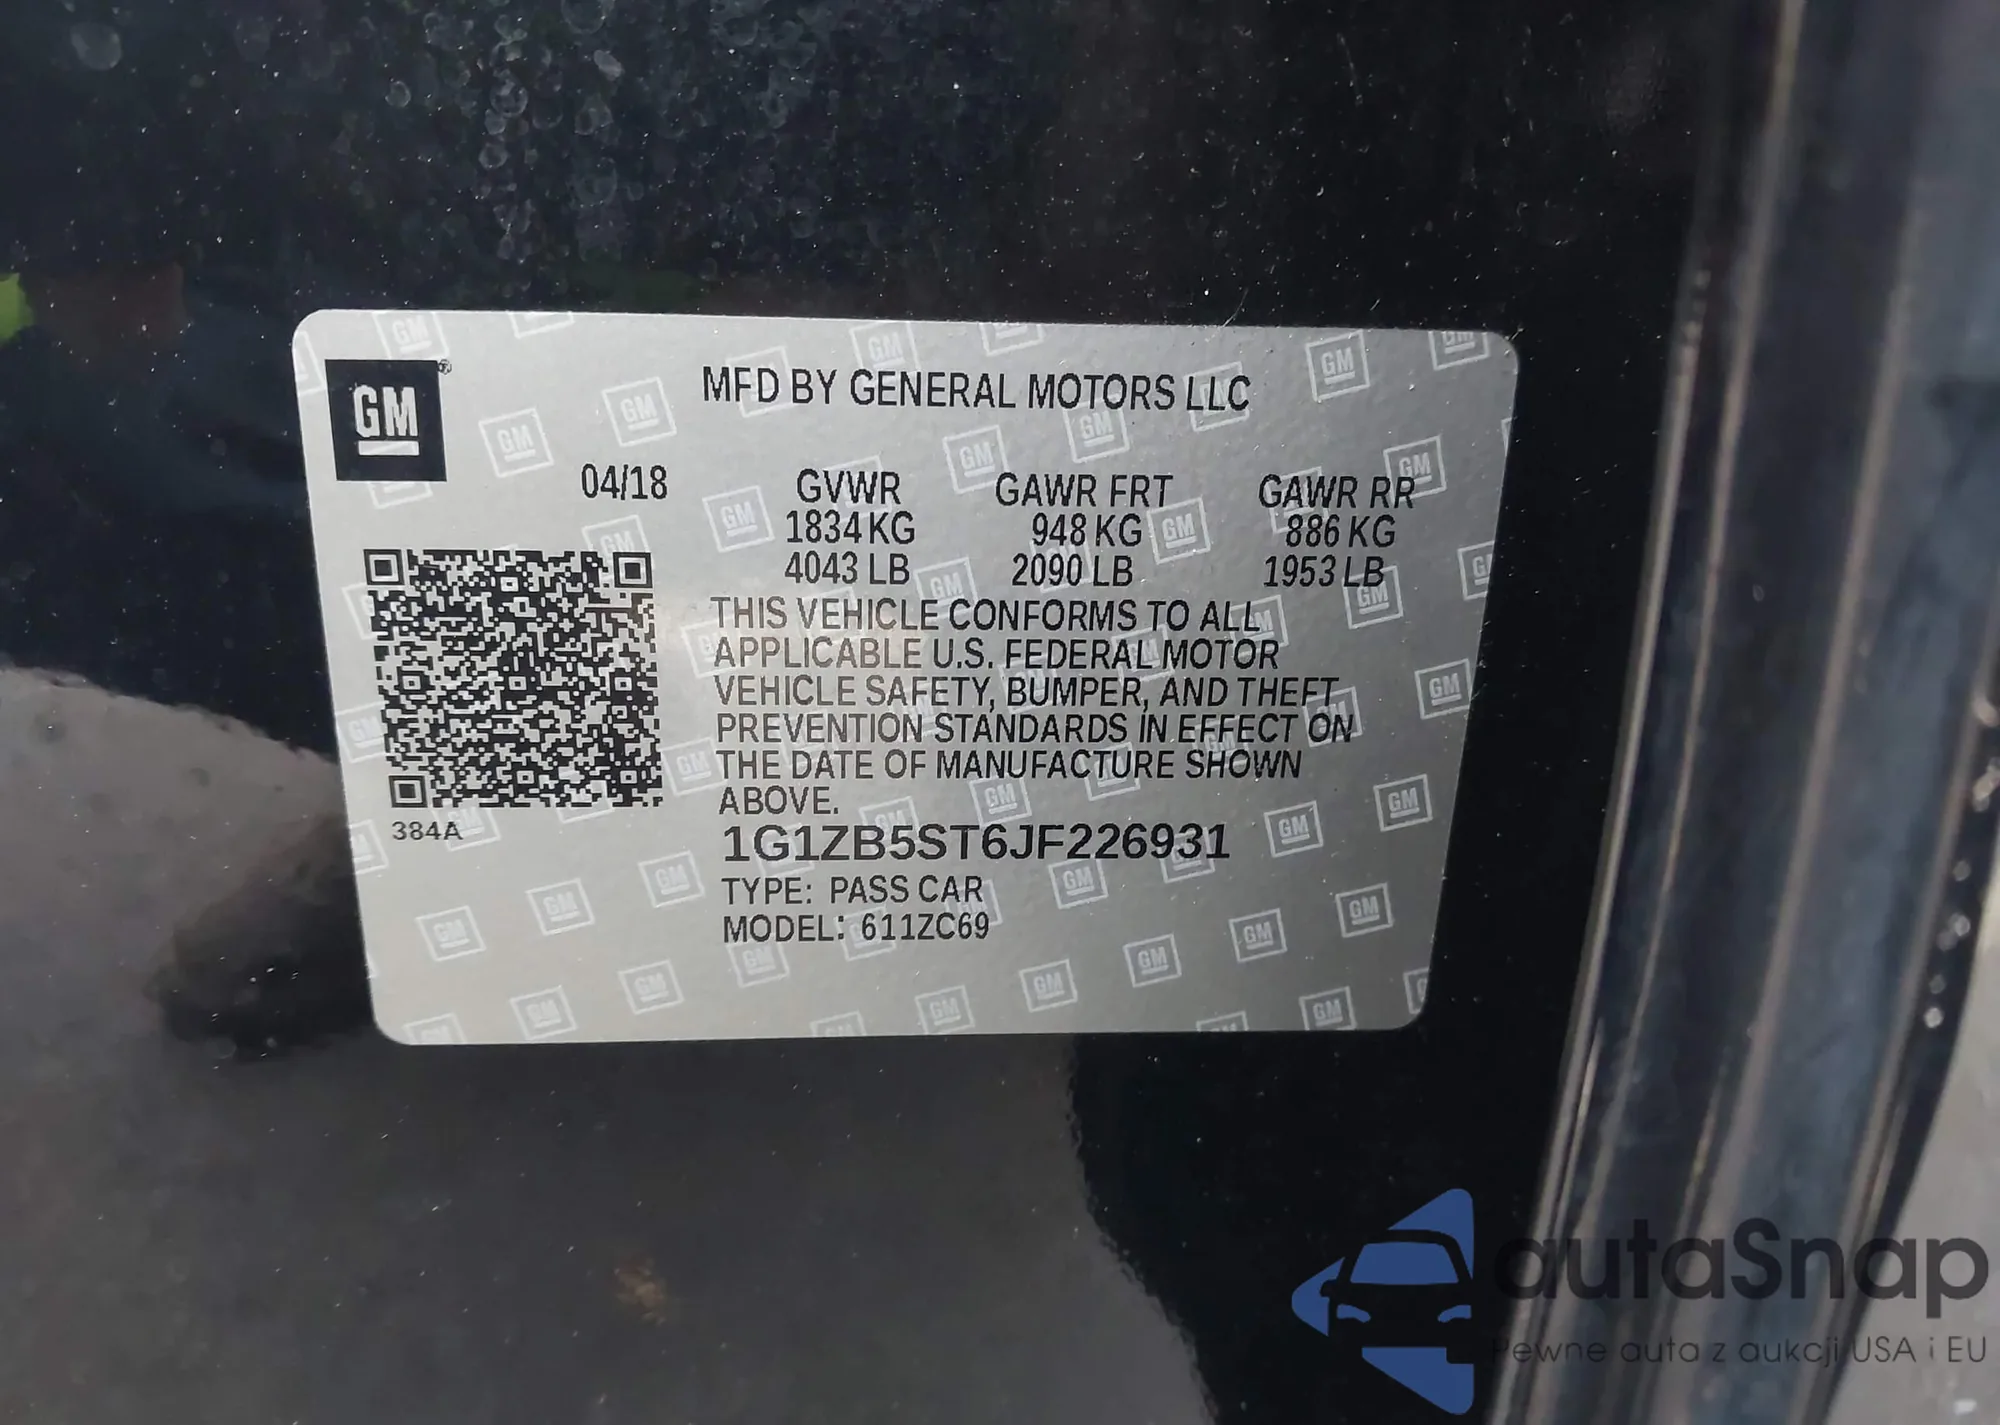 GM®
MFD BY GENERAL MOTORS LLC
04/18 GVWR GAWR FRT GAWR RR
1834 KG 948 KG 886 KG
4043 LB 2090 LB 1953 LB
THIS VEHICLE CONFORMS TO ALL
APPLICABLE U.S. FEDERAL MOTOR
VEHICLE SAFETY, BUMPER, AND THEFT
PREVENTION STANDARDS IN EFFECT ON
THE DATE OF MANUFACTURE SHOWN
ABOVE.
384A
1G1ZB5ST6JF226931
TYPE: PASS CAR
MODEL: 611ZC69
autaSnap
Pewne auta z aukcji USA i EU